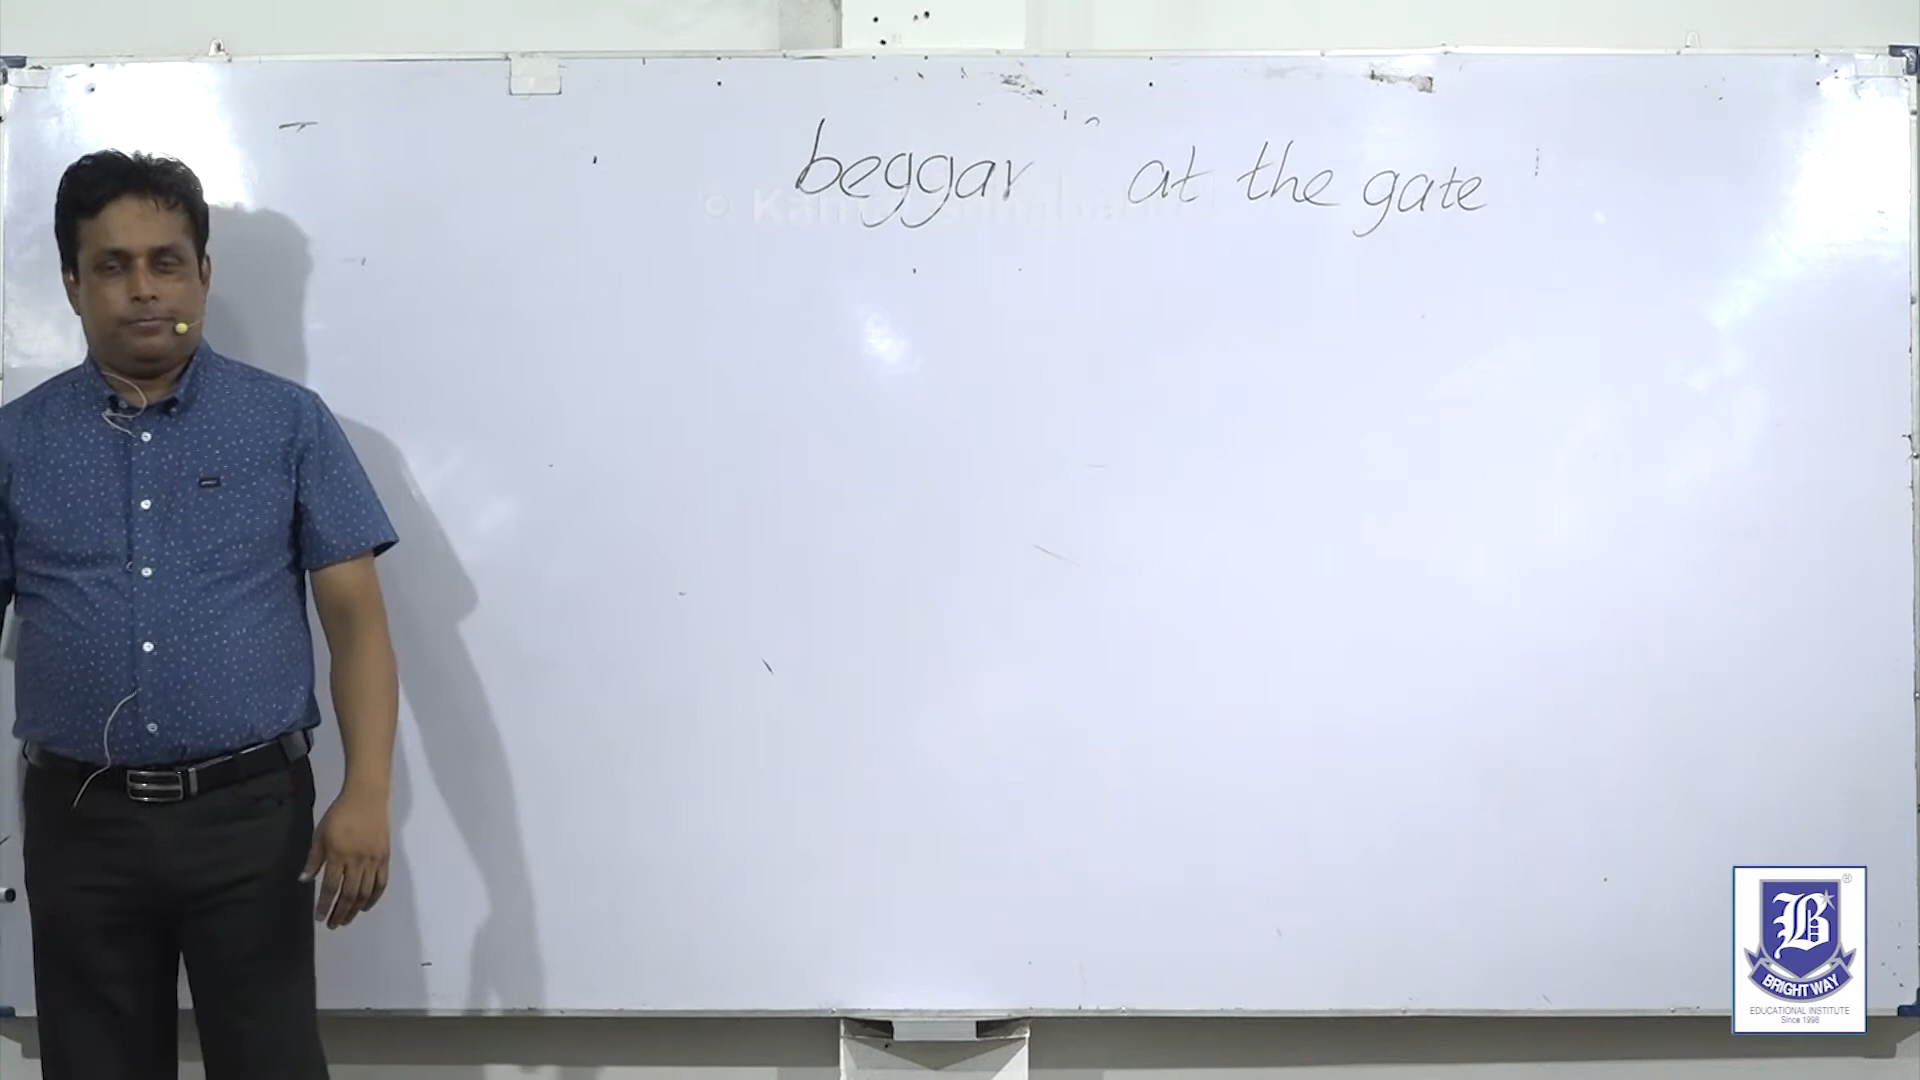 beggar at the gate
B
BRIGHT WAY
EDUCATIONAL INSTITUTE
Since 1998